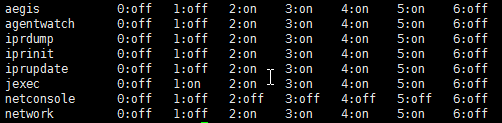 aegis 0:off 1:off 2:on 3:on 4:on 5:on 6:off
agentwatch 0:off 1:off 2:on 3:on 4:on 5:on 6:off
iprdump 0:off 1:off 2:on 3:on 4:on 5:on 6:off
iprinit 0:off 1:off 2:on 3:on 4:on 5:on 6:off
iprupdate 0:off 1:off 2:on 3:on 4:on 5:on 6:off
jexec 0:off 1:on 2:on 3:on 4:on 5:on 6:off
netconsole 0:off 1:off 2:off 3:off 4:off 5:off 6:off
network 0:off 1:off 2:on 3:on 4:on 5:on 6:off